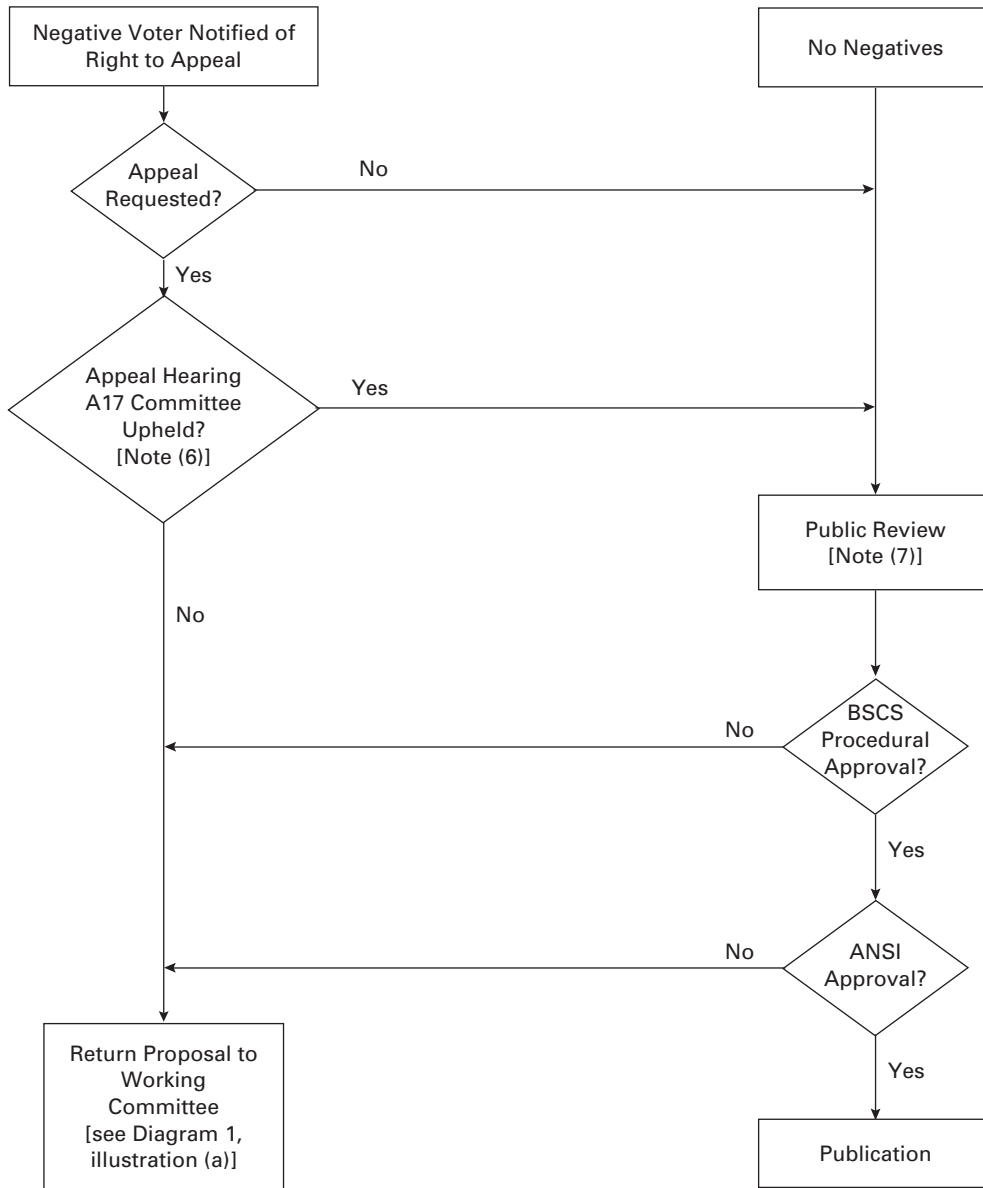 Negative Voter Notified of
Right to Appeal
No Negatives
Appeal
Requested?
No
Yes
Appeal Hearing
A17 Committee
Upheld?
[Note (6)]
Yes
Public Review
[Note (7)]
No
BSCS
Procedural
Approval?
No
Yes
ANSI
Approval?
No
Yes
Return Proposal to
Working
Committee
[see Diagram 1,
illustration (a)]
Publication